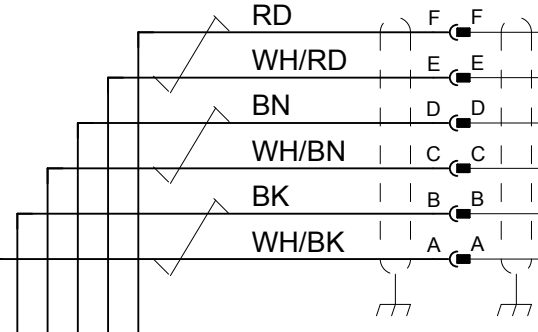 RD F F
WH/RD E E
BN D D
WH/BN C C
BK B B
WH/BK A A